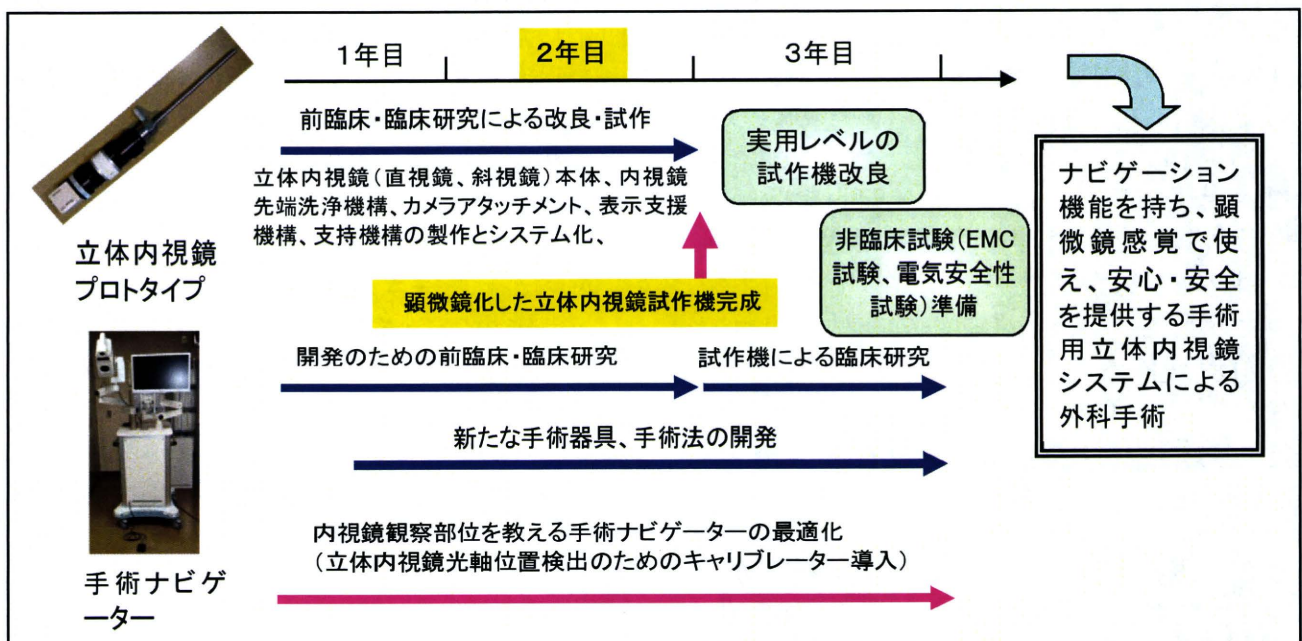 1年目
2年目
3年目
前臨床・臨床研究による改良・試作
立体内視鏡(直視鏡、斜視鏡)本体、内視鏡
先端洗浄機構、カメラアタッチメント、表示支援
機構、支持機構の製作とシステム化、
実用レベルの
試作機改良
非臨床試験(EMC
試験、電気安全性
試験)準備
顕微鏡化した立体内視鏡試作機完成
立体内視鏡
プロトタイプ
開発のための前臨床・臨床研究
試作機による臨床研究
新たな手術器具、手術法の開発
内視鏡観察部位を教える手術ナビゲーターの最適化
(立体内視鏡光軸位置検出のためのキャリブレーター導入)
手術ナビゲ
ーター
ナビゲーション
機能を持ち、顕
微鏡感覚で使
え、安心・安全
を提供する手術
用立体内視鏡
システムによる
外科手術